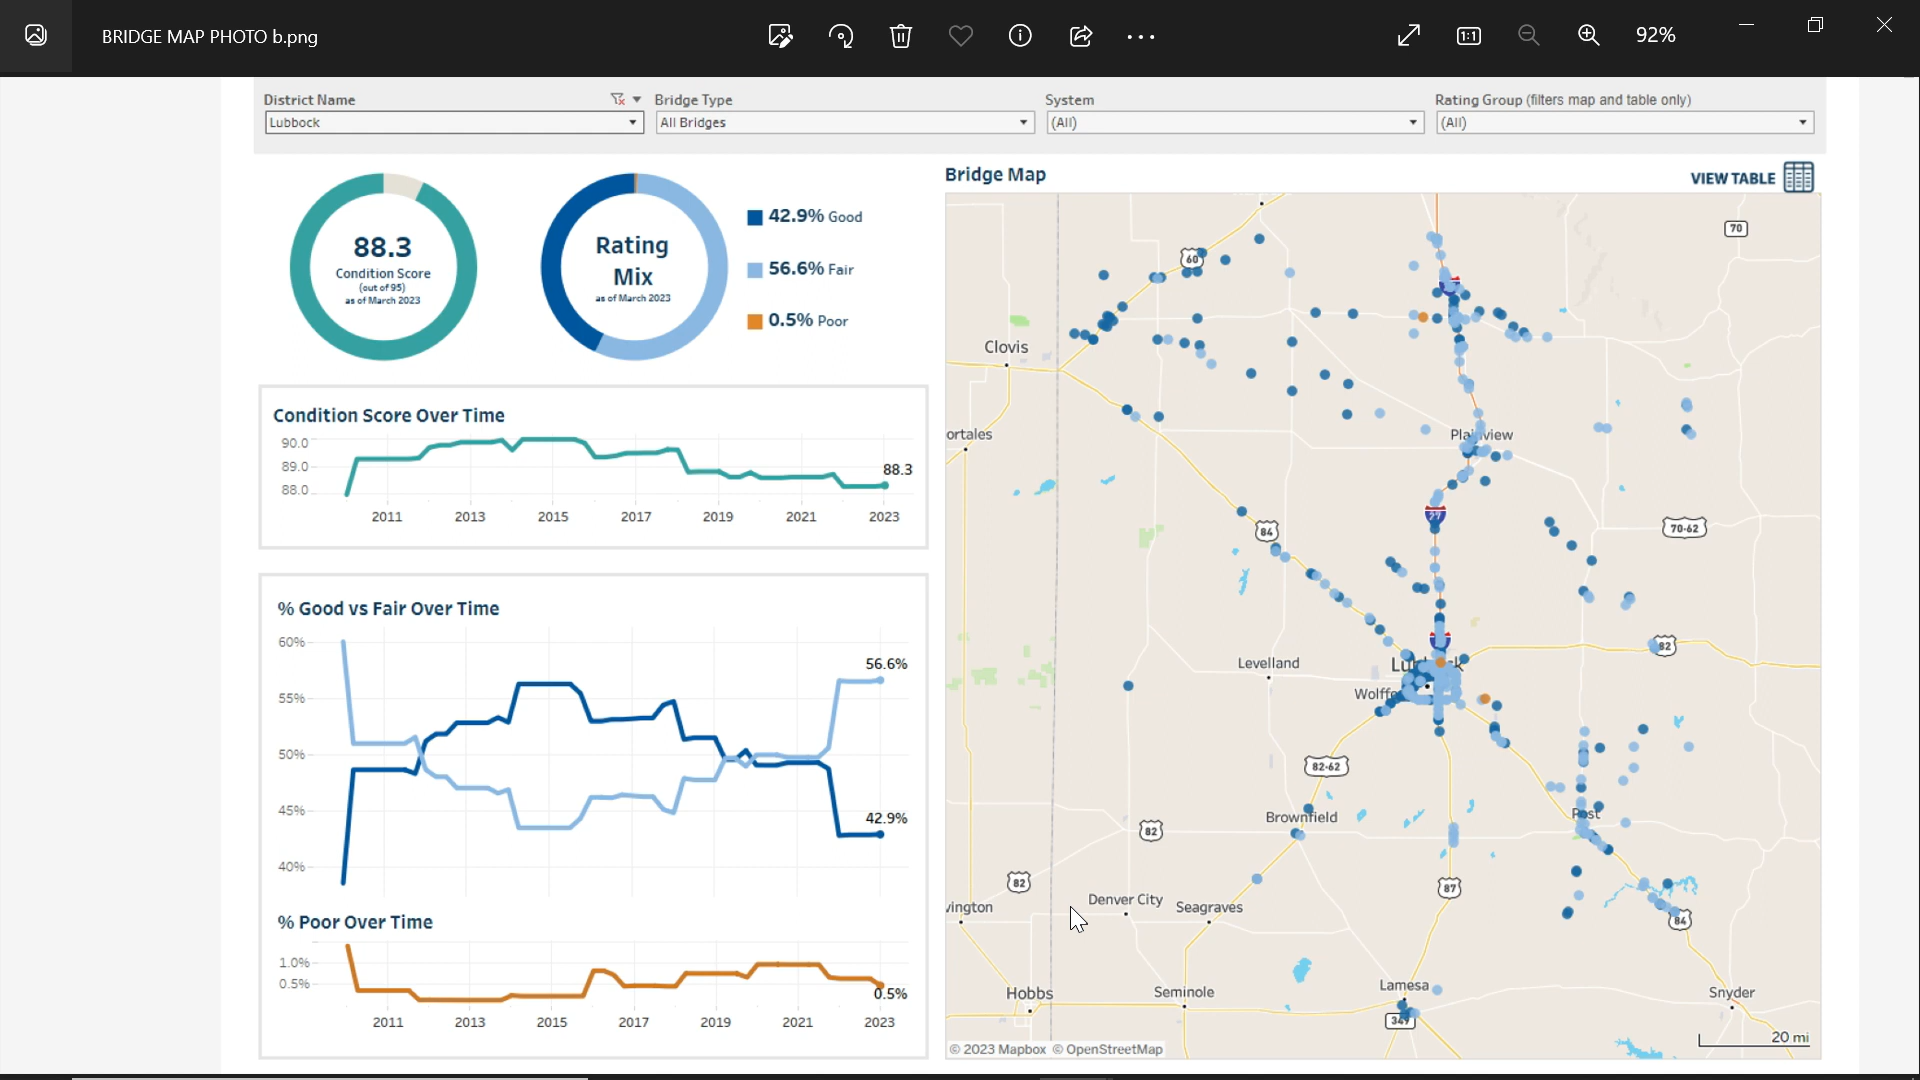 BRIDGE MAP PHOTO b.png
92%
District Name
Lubbock
Bridge Type
All Bridges
System
(All)
Rating Group (filters map and table only)
(All)
88.3
Condition Score
(out of 95)
as of March 2023
Rating
Mix
as of March 2023
42.9% Good
56.6% Fair
0.5% Poor
Condition Score Over Time
90.0
89.0
88.0
88.3
2011 2013 2015 2017 2019 2021 2023
% Good vs Fair Over Time
60%
55%
50%
45%
40%
56.6%
42.9%
% Poor Over Time
1.0%
0.5%
0.5%
2011 2013 2015 2017 2019 2021 2023
Bridge Map
VIEW TABLE
70
60
Clovis
ortales
Plainview
27
84
70-62
82
Levelland
Lubbock
Wolffo
82-62
Brownfield
Post
82
82
87
Denver City
Seagraves
vington
84
Hobbs
Seminole
Lamesa
Snyder
349
20 mi
© 2023 Mapbox © OpenStreetMap